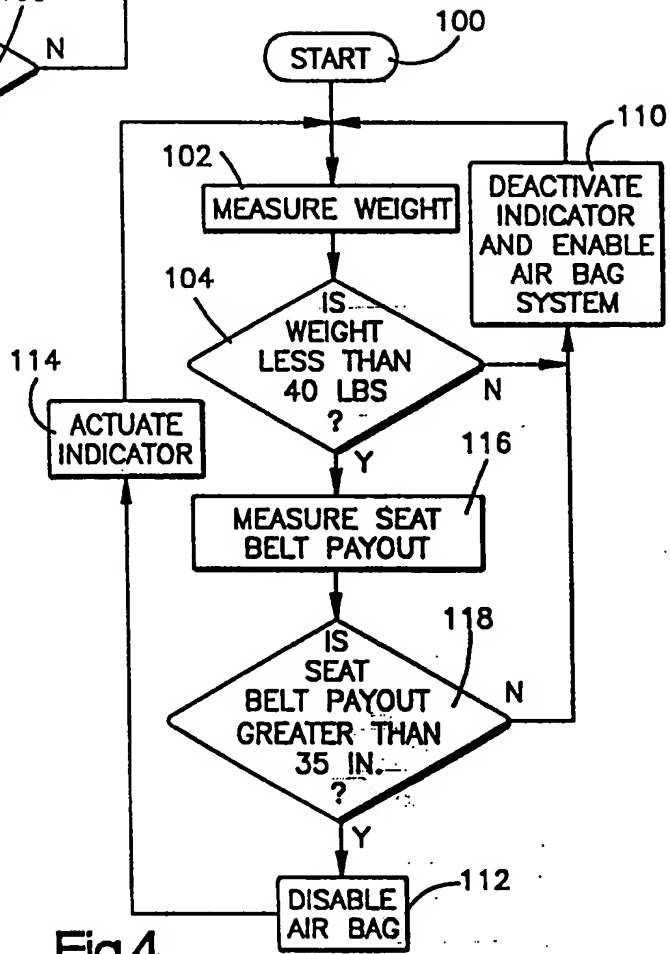 N
100
START
110
102
MEASURE WEIGHT
DEACTIVATE
INDICATOR
AND ENABLE
AIR BAG
SYSTEM
104
IS
WEIGHT
LESS THAN
40 LBS
?
N
Y
114
ACTUATE
INDICATOR
116
MEASURE SEAT
BELT PAYOUT
118
IS
SEAT
BELT PAYOUT
GREATER THAN
35 IN.
?
N
Y
112
DISABLE
AIR BAG
Fig.4